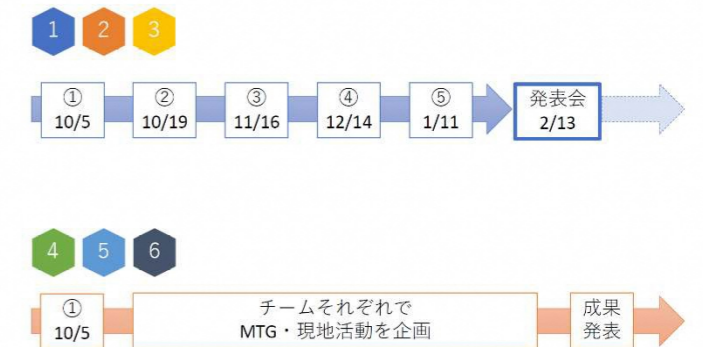 1 2 3
① ② ③ ④ ⑤ 発表会
10/5 10/19 11/16 12/14 1/11 2/13
4 5 6
① チームそれぞれで 成果
10/5 MTG・現地活動を企画 発表